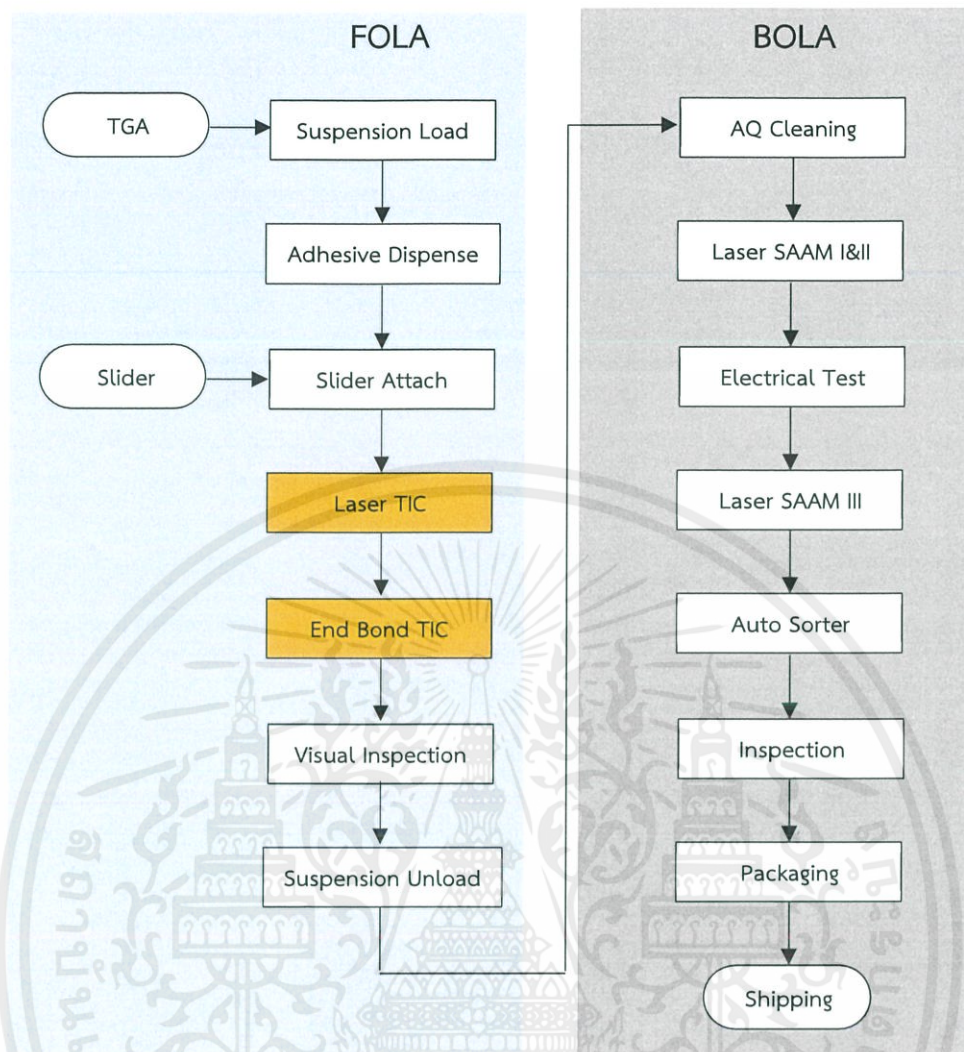 FOLA
TGA
Suspension Load
Adhesive Dispense
Slider
Slider Attach
Laser TIC
End Bond TIC
Visual Inspection
Suspension Unload
BOLA
AQ Cleaning
Laser SAAM I&II
Electrical Test
Laser SAAM III
Auto Sorter
Inspection
Packaging
Shipping